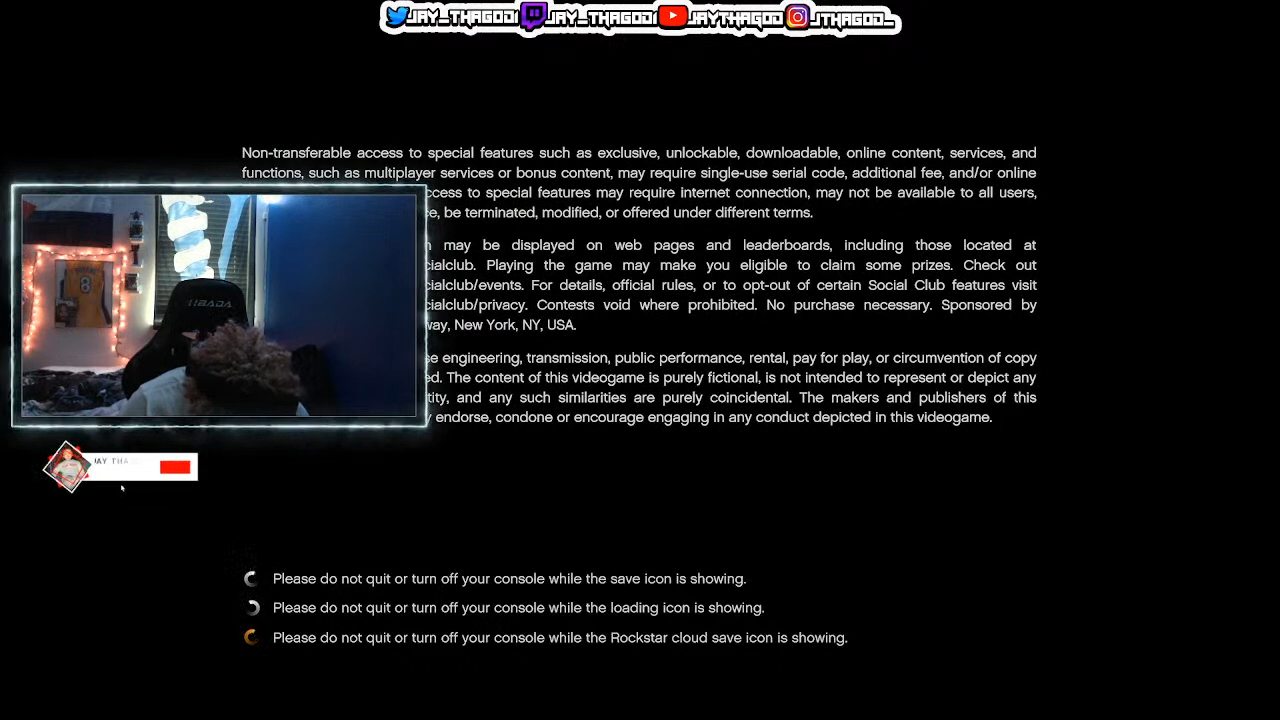 JAY_THAGOD JAY_THAGOD JAYTHAGOD JTHAGOD_
Non-transferable access to special features such as exclusive, unlockable, downloadable, online content, services, and
functions, such as multiplayer services or bonus content, may require single-use serial code, additional fee, and/or online
access to special features may require internet connection, may not be available to all users,
be terminated, modified, or offered under different terms.
may be displayed on web pages and leaderboards, including those located at
cialclub. Playing the game may make you eligible to claim some prizes. Check out
cialclub/events. For details, official rules, or to opt-out of certain Social Club features visit
cialclub/privacy. Contests void where prohibited. No purchase necessary. Sponsored by
way, New York, NY, USA.
se engineering, transmission, public performance, rental, pay for play, or circumvention of copy
ed. The content of this videogame is purely fictional, is not intended to represent or depict any
tity, and any such similarities are purely coincidental. The makers and publishers of this
endorse, condone or encourage engaging in any conduct depicted in this videogame.
HBADA
8
JAY THA
Please do not quit or turn off your console while the save icon is showing.
Please do not quit or turn off your console while the loading icon is showing.
Please do not quit or turn off your console while the Rockstar cloud save icon is showing.